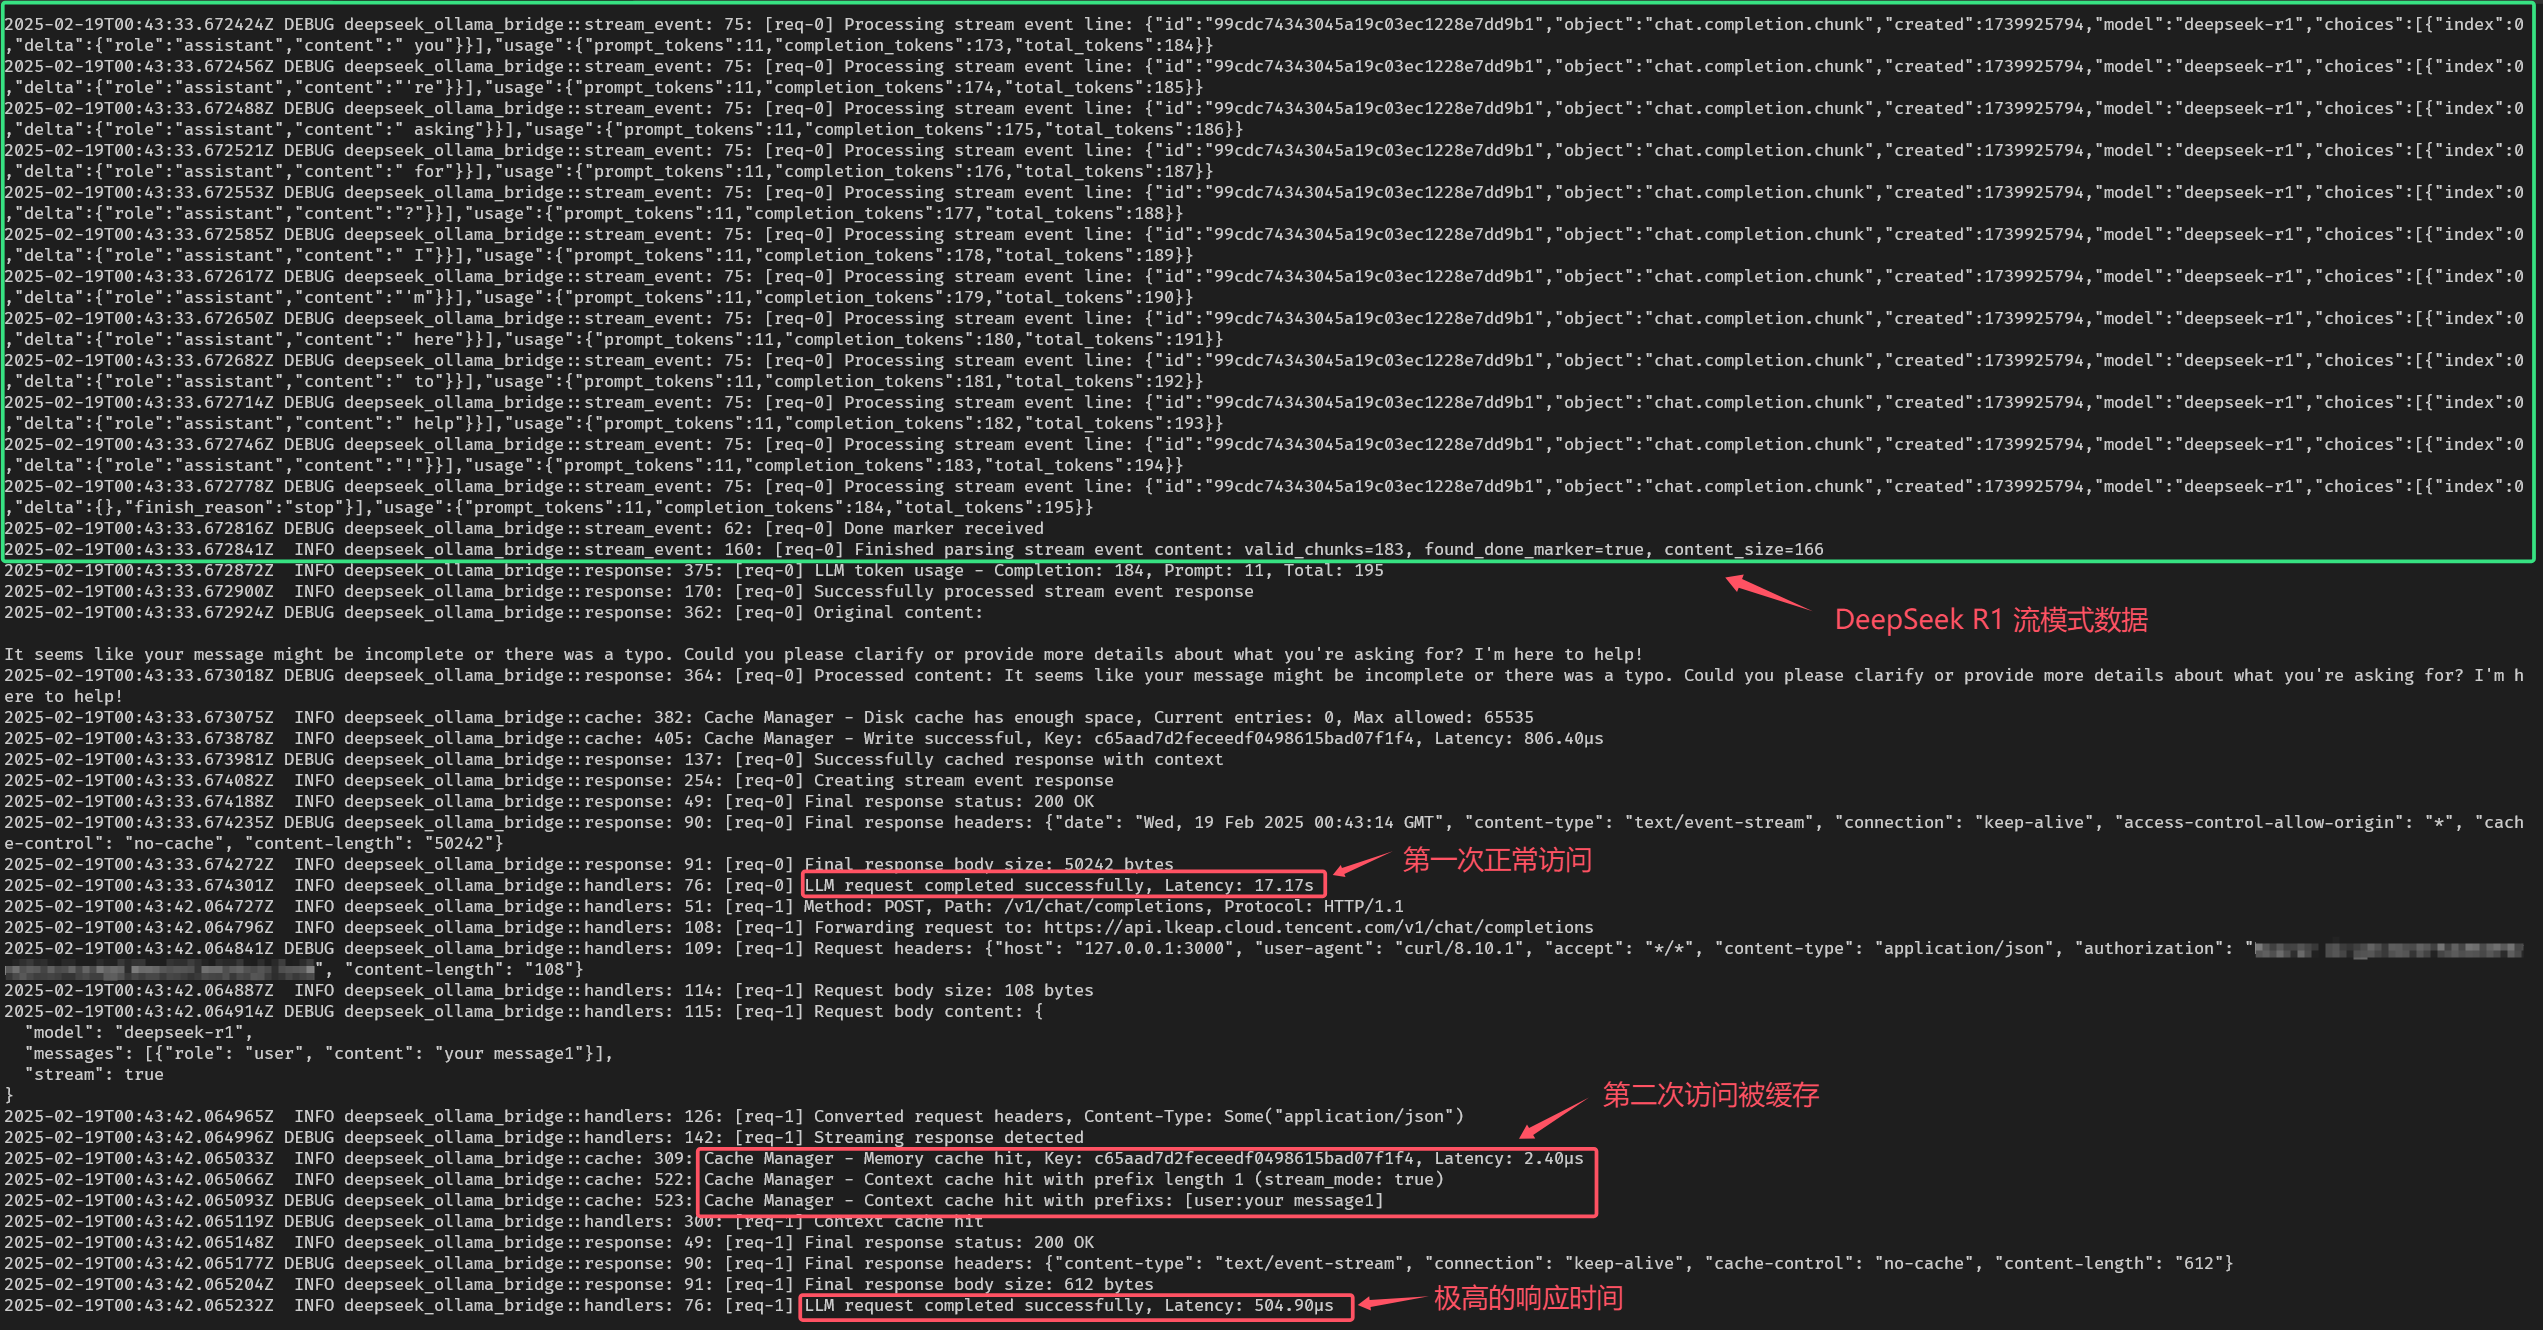 2025-02-19T00:43:33.672424Z DEBUG deepseek_ollama_bridge::stream_event: 75: [req-0] Processing stream event line: {"id":"99cdc74343045a19c03ec1228e7dd9b1","object":"chat.completion.chunk","created":1739925794,"model":"deepseek-r1","choices":[{"index":0
,"delta":{"role":"assistant","content":" you"}}],"usage":{"prompt_tokens":11,"completion_tokens":173,"total_tokens":184}}
2025-02-19T00:43:33.672456Z DEBUG deepseek_ollama_bridge::stream_event: 75: [req-0] Processing stream event line: {"id":"99cdc74343045a19c03ec1228e7dd9b1","object":"chat.completion.chunk","created":1739925794,"model":"deepseek-r1","choices":[{"index":0
,"delta":{"role":"assistant","content":"'re"}}],"usage":{"prompt_tokens":11,"completion_tokens":174,"total_tokens":185}}
2025-02-19T00:43:33.672488Z DEBUG deepseek_ollama_bridge::stream_event: 75: [req-0] Processing stream event line: {"id":"99cdc74343045a19c03ec1228e7dd9b1","object":"chat.completion.chunk","created":1739925794,"model":"deepseek-r1","choices":[{"index":0
,"delta":{"role":"assistant","content":" asking"}}],"usage":{"prompt_tokens":11,"completion_tokens":175,"total_tokens":186}}
2025-02-19T00:43:33.672521Z DEBUG deepseek_ollama_bridge::stream_event: 75: [req-0] Processing stream event line: {"id":"99cdc74343045a19c03ec1228e7dd9b1","object":"chat.completion.chunk","created":1739925794,"model":"deepseek-r1","choices":[{"index":0
,"delta":{"role":"assistant","content":" for"}}],"usage":{"prompt_tokens":11,"completion_tokens":176,"total_tokens":187}}
2025-02-19T00:43:33.672553Z DEBUG deepseek_ollama_bridge::stream_event: 75: [req-0] Processing stream event line: {"id":"99cdc74343045a19c03ec1228e7dd9b1","object":"chat.completion.chunk","created":1739925794,"model":"deepseek-r1","choices":[{"index":0
,"delta":{"role":"assistant","content":"?"}}],"usage":{"prompt_tokens":11,"completion_tokens":177,"total_tokens":188}}
2025-02-19T00:43:33.672585Z DEBUG deepseek_ollama_bridge::stream_event: 75: [req-0] Processing stream event line: {"id":"99cdc74343045a19c03ec1228e7dd9b1","object":"chat.completion.chunk","created":1739925794,"model":"deepseek-r1","choices":[{"index":0
,"delta":{"role":"assistant","content":" I"}}],"usage":{"prompt_tokens":11,"completion_tokens":178,"total_tokens":189}}
2025-02-19T00:43:33.672617Z DEBUG deepseek_ollama_bridge::stream_event: 75: [req-0] Processing stream event line: {"id":"99cdc74343045a19c03ec1228e7dd9b1","object":"chat.completion.chunk","created":1739925794,"model":"deepseek-r1","choices":[{"index":0
,"delta":{"role":"assistant","content":"'m"}}],"usage":{"prompt_tokens":11,"completion_tokens":179,"total_tokens":190}}
2025-02-19T00:43:33.672650Z DEBUG deepseek_ollama_bridge::stream_event: 75: [req-0] Processing stream event line: {"id":"99cdc74343045a19c03ec1228e7dd9b1","object":"chat.completion.chunk","created":1739925794,"model":"deepseek-r1","choices":[{"index":0
,"delta":{"role":"assistant","content":" here"}}],"usage":{"prompt_tokens":11,"completion_tokens":180,"total_tokens":191}}
2025-02-19T00:43:33.672682Z DEBUG deepseek_ollama_bridge::stream_event: 75: [req-0] Processing stream event line: {"id":"99cdc74343045a19c03ec1228e7dd9b1","object":"chat.completion.chunk","created":1739925794,"model":"deepseek-r1","choices":[{"index":0
,"delta":{"role":"assistant","content":" to"}}],"usage":{"prompt_tokens":11,"completion_tokens":181,"total_tokens":192}}
2025-02-19T00:43:33.672714Z DEBUG deepseek_ollama_bridge::stream_event: 75: [req-0] Processing stream event line: {"id":"99cdc74343045a19c03ec1228e7dd9b1","object":"chat.completion.chunk","created":1739925794,"model":"deepseek-r1","choices":[{"index":0
,"delta":{"role":"assistant","content":" help"}}],"usage":{"prompt_tokens":11,"completion_tokens":182,"total_tokens":193}}
2025-02-19T00:43:33.672746Z DEBUG deepseek_ollama_bridge::stream_event: 75: [req-0] Processing stream event line: {"id":"99cdc74343045a19c03ec1228e7dd9b1","object":"chat.completion.chunk","created":1739925794,"model":"deepseek-r1","choices":[{"index":0
,"delta":{"role":"assistant","content":"!"}}],"usage":{"prompt_tokens":11,"completion_tokens":183,"total_tokens":194}}
2025-02-19T00:43:33.672778Z DEBUG deepseek_ollama_bridge::stream_event: 75: [req-0] Processing stream event line: {"id":"99cdc74343045a19c03ec1228e7dd9b1","object":"chat.completion.chunk","created":1739925794,"model":"deepseek-r1","choices":[{"index":0
,"delta":{},"finish_reason":"stop"}],"usage":{"prompt_tokens":11,"completion_tokens":184,"total_tokens":195}}
2025-02-19T00:43:33.672816Z DEBUG deepseek_ollama_bridge::stream_event: 62: [req-0] Done marker received
2025-02-19T00:43:33.672841Z  INFO deepseek_ollama_bridge::stream_event: 160: [req-0] Finished parsing stream event content: valid_chunks=183, found_done_marker=true, content_size=166
2025-02-19T00:43:33.672872Z  INFO deepseek_ollama_bridge::response: 375: [req-0] LLM token usage - Completion: 184, Prompt: 11, Total: 195
2025-02-19T00:43:33.672900Z  INFO deepseek_ollama_bridge::response: 170: [req-0] Successfully processed stream event response
2025-02-19T00:43:33.672924Z DEBUG deepseek_ollama_bridge::response: 362: [req-0] Original content:
DeepSeek R1 流模式数据
It seems like your message might be incomplete or there was a typo. Could you please clarify or provide more details about what you're asking for? I'm here to help!
2025-02-19T00:43:33.673018Z DEBUG deepseek_ollama_bridge::response: 364: [req-0] Processed content: It seems like your message might be incomplete or there was a typo. Could you please clarify or provide more details about what you're asking for? I'm h
ere to help!
2025-02-19T00:43:33.673075Z  INFO deepseek_ollama_bridge::cache: 382: Cache Manager - Disk cache has enough space, Current entries: 0, Max allowed: 65535
2025-02-19T00:43:33.673878Z  INFO deepseek_ollama_bridge::cache: 405: Cache Manager - Write successful, Key: c65aad7d2feceedf0498615bad07f1f4, Latency: 806.40µs
2025-02-19T00:43:33.673981Z DEBUG deepseek_ollama_bridge::response: 137: [req-0] Successfully cached response with context
2025-02-19T00:43:33.674082Z  INFO deepseek_ollama_bridge::response: 254: [req-0] Creating stream event response
2025-02-19T00:43:33.674188Z  INFO deepseek_ollama_bridge::response: 49: [req-0] Final response status: 200 OK
2025-02-19T00:43:33.674235Z DEBUG deepseek_ollama_bridge::response: 90: [req-0] Final response headers: {"date": "Wed, 19 Feb 2025 00:43:14 GMT", "content-type": "text/event-stream", "connection": "keep-alive", "access-control-allow-origin": "*", "cach
e-control": "no-cache", "content-length": "50242"}
2025-02-19T00:43:33.674272Z  INFO deepseek_ollama_bridge::response: 91: [req-0] Final response body size: 50242 bytes
第一次正常访问
2025-02-19T00:43:33.674301Z  INFO deepseek_ollama_bridge::handlers: 76: [req-0] LLM request completed successfully, Latency: 17.17s
2025-02-19T00:43:42.064727Z  INFO deepseek_ollama_bridge::handlers: 51: [req-1] Method: POST, Path: /v1/chat/completions, Protocol: HTTP/1.1
2025-02-19T00:43:42.064796Z  INFO deepseek_ollama_bridge::handlers: 108: [req-1] Forwarding request to: https://api.lkeap.cloud.tencent.com/v1/chat/completions
2025-02-19T00:43:42.064841Z DEBUG deepseek_ollama_bridge::handlers: 109: [req-1] Request headers: {"host": "127.0.0.1:3000", "user-agent": "curl/8.10.1", "accept": "*/*", "content-type": "application/json", "authorization": "
", "content-length": "108"}
2025-02-19T00:43:42.064887Z  INFO deepseek_ollama_bridge::handlers: 114: [req-1] Request body size: 108 bytes
2025-02-19T00:43:42.064914Z DEBUG deepseek_ollama_bridge::handlers: 115: [req-1] Request body content: {
  "model": "deepseek-r1",
  "messages": [{"role": "user", "content": "your message1"}],
  "stream": true
}
第二次访问被缓存
2025-02-19T00:43:42.064965Z  INFO deepseek_ollama_bridge::handlers: 126: [req-1] Converted request headers, Content-Type: Some("application/json")
2025-02-19T00:43:42.064996Z DEBUG deepseek_ollama_bridge::handlers: 142: [req-1] Streaming response detected
2025-02-19T00:43:42.065033Z  INFO deepseek_ollama_bridge::cache: 309: Cache Manager - Memory cache hit, Key: c65aad7d2feceedf0498615bad07f1f4, Latency: 2.40µs
2025-02-19T00:43:42.065066Z  INFO deepseek_ollama_bridge::cache: 522: Cache Manager - Context cache hit with prefix length 1 (stream_mode: true)
2025-02-19T00:43:42.065093Z DEBUG deepseek_ollama_bridge::cache: 523: Cache Manager - Context cache hit with prefixs: [user:your message1]
2025-02-19T00:43:42.065119Z DEBUG deepseek_ollama_bridge::handlers: 300: [req-1] Context cache hit
2025-02-19T00:43:42.065148Z  INFO deepseek_ollama_bridge::response: 49: [req-1] Final response status: 200 OK
2025-02-19T00:43:42.065177Z DEBUG deepseek_ollama_bridge::response: 90: [req-1] Final response headers: {"content-type": "text/event-stream", "connection": "keep-alive", "cache-control": "no-cache", "content-length": "612"}
2025-02-19T00:43:42.065204Z  INFO deepseek_ollama_bridge::response: 91: [req-1] Final response body size: 612 bytes
2025-02-19T00:43:42.065232Z  INFO deepseek_ollama_bridge::handlers: 76: [req-1] LLM request completed successfully, Latency: 504.90µs
极高的响应时间